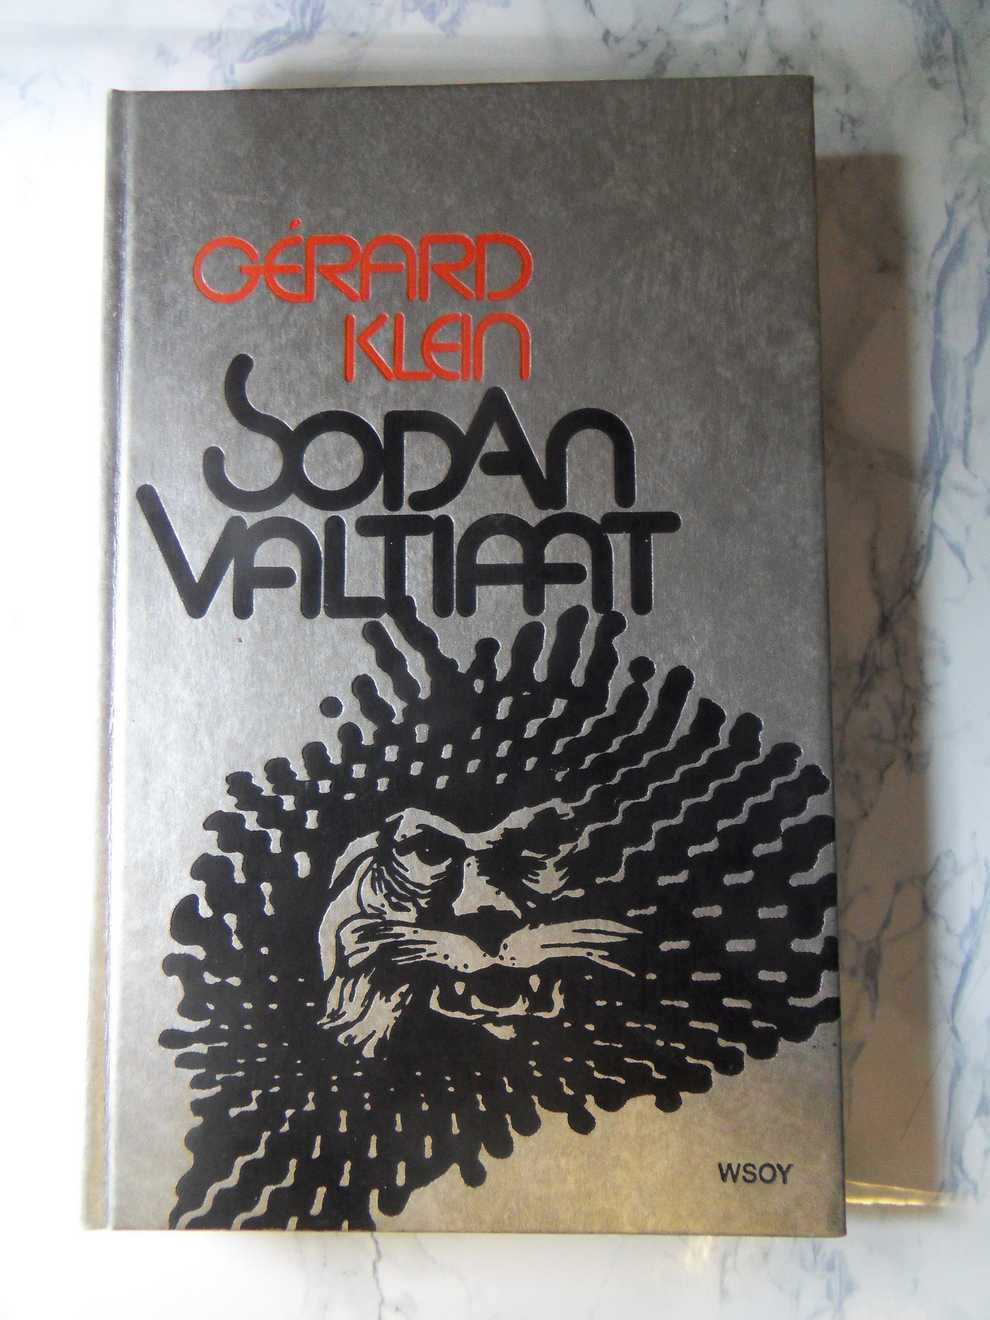 GÉRARD
KLEIN
SODAN
VALTIAAT
WSOY